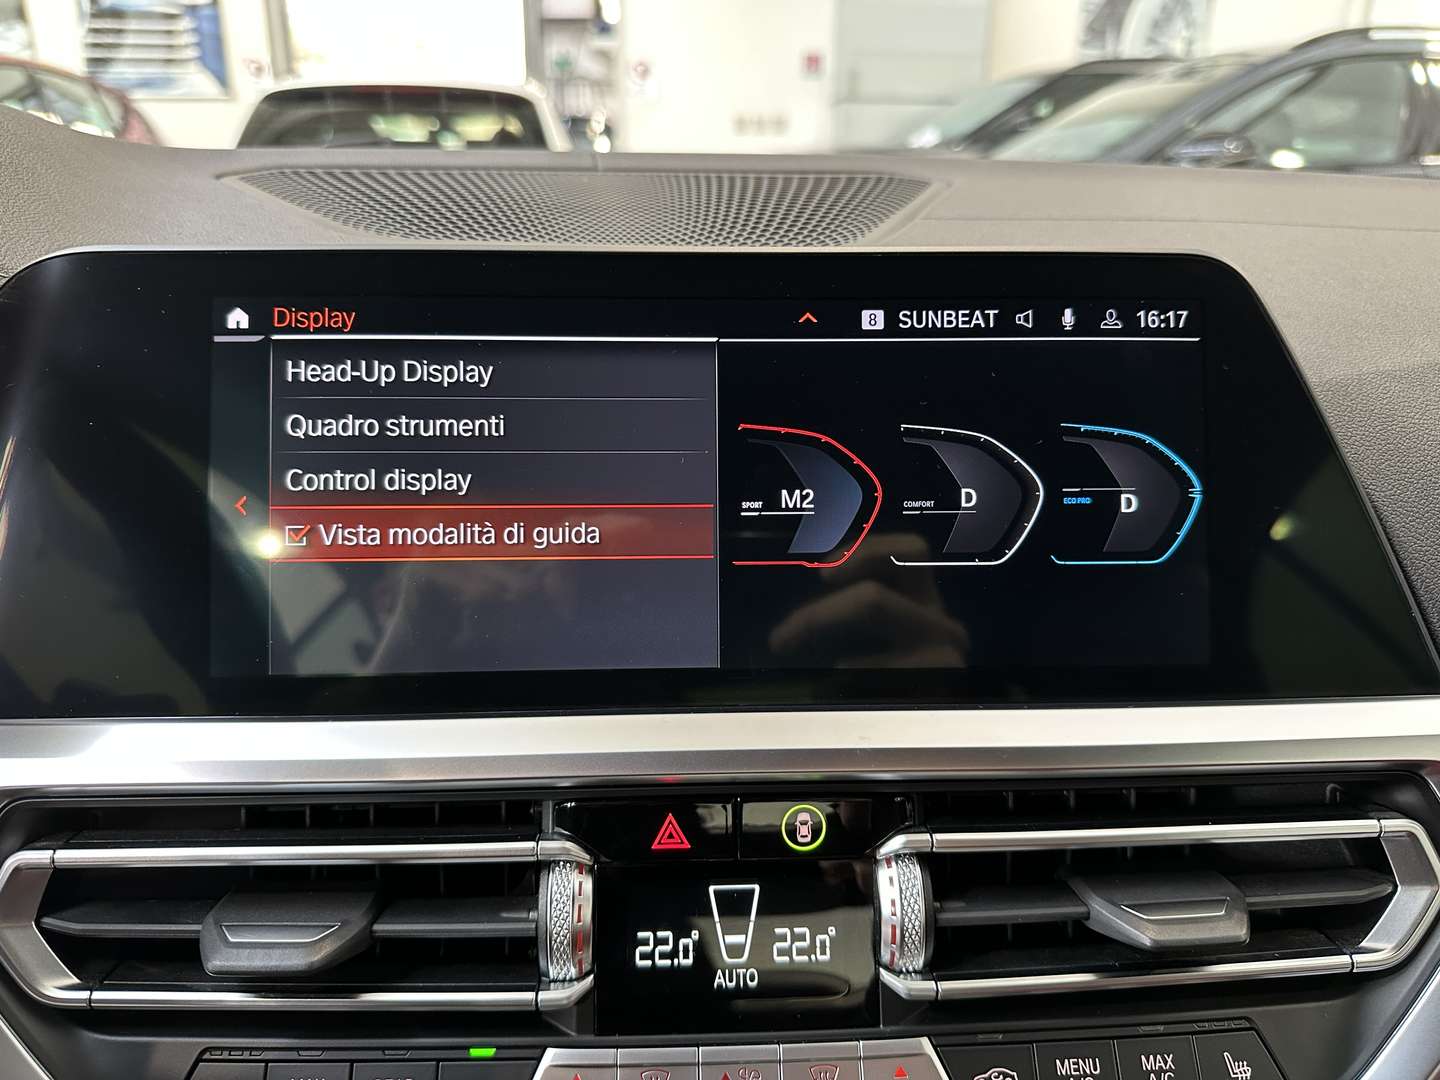 Display
8 SUNBEAT 16:17
Head-Up Display
Quadro strumenti
Control display
Vista modalità di guida
SPORT M2
COMFORT D
ECO PRO D
22.0° 22.0°
AUTO
MENU
MAX
A/C